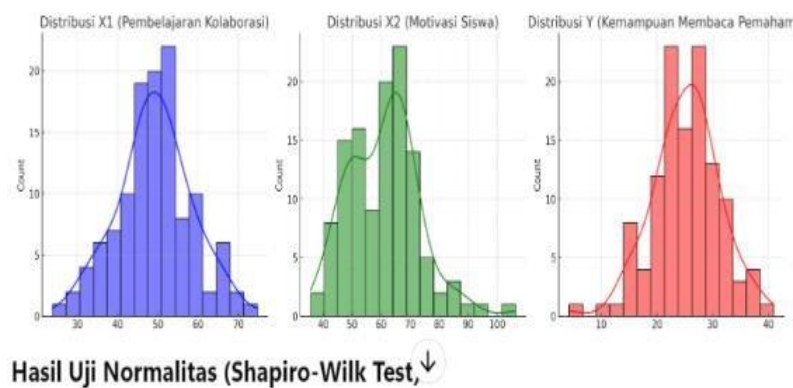 Distribusi X1 (Pembelajaran Kolaborasi)
Distribusi X2 (Motivasi Siswa)
Distribusi Y (Kemampuan Membaca Pemaham
Count
20
15
10
5
0
30 40 50 60 70
Count
20
15
10
5
0
40 50 60 70 80 90 100
Count
20
15
10
5
0
10 20 30 40
Hasil Uji Normalitas (Shapiro-Wilk Test,